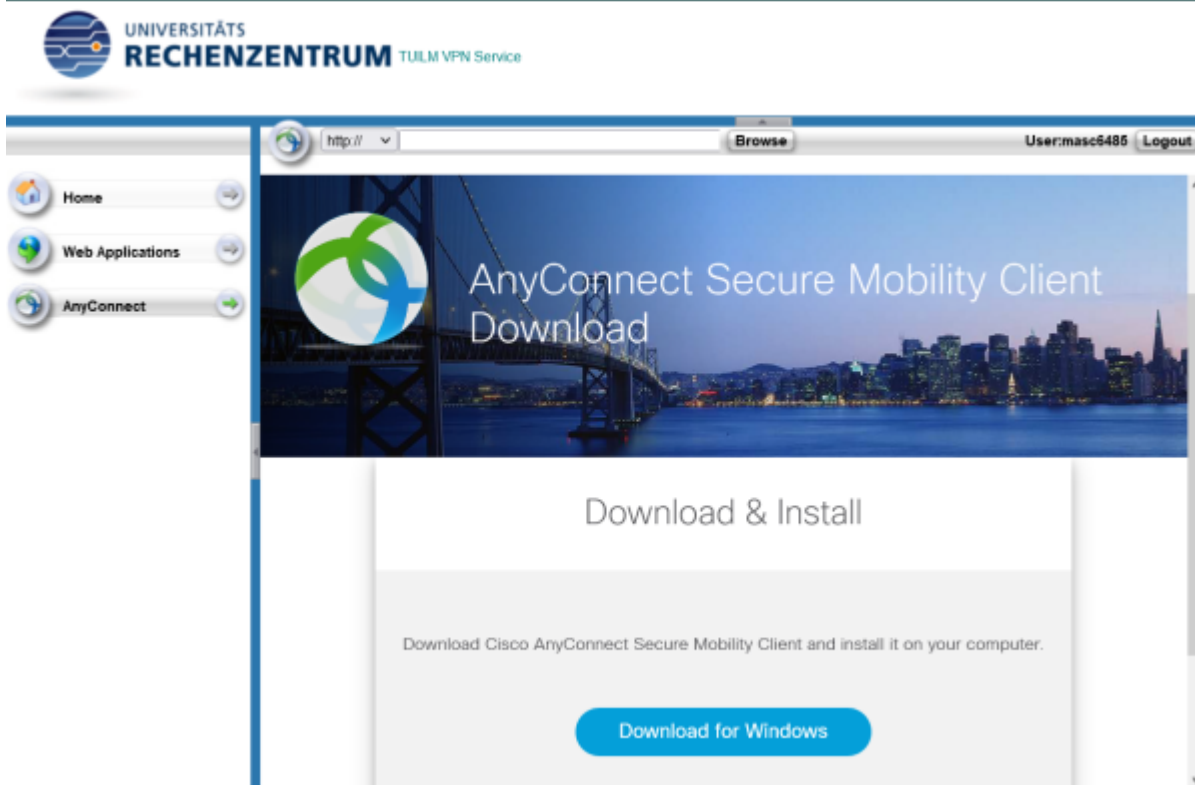 UNIVERSITÄTS
RECHENZENTRUM TUILM VPN Service
http:// Browse User:masc6485 Logout
Home
Web Applications
AnyConnect
AnyConnect Secure Mobility Client
Download
Download & Install
Download Cisco AnyConnect Secure Mobility Client and install it on your computer.
Download for Windows